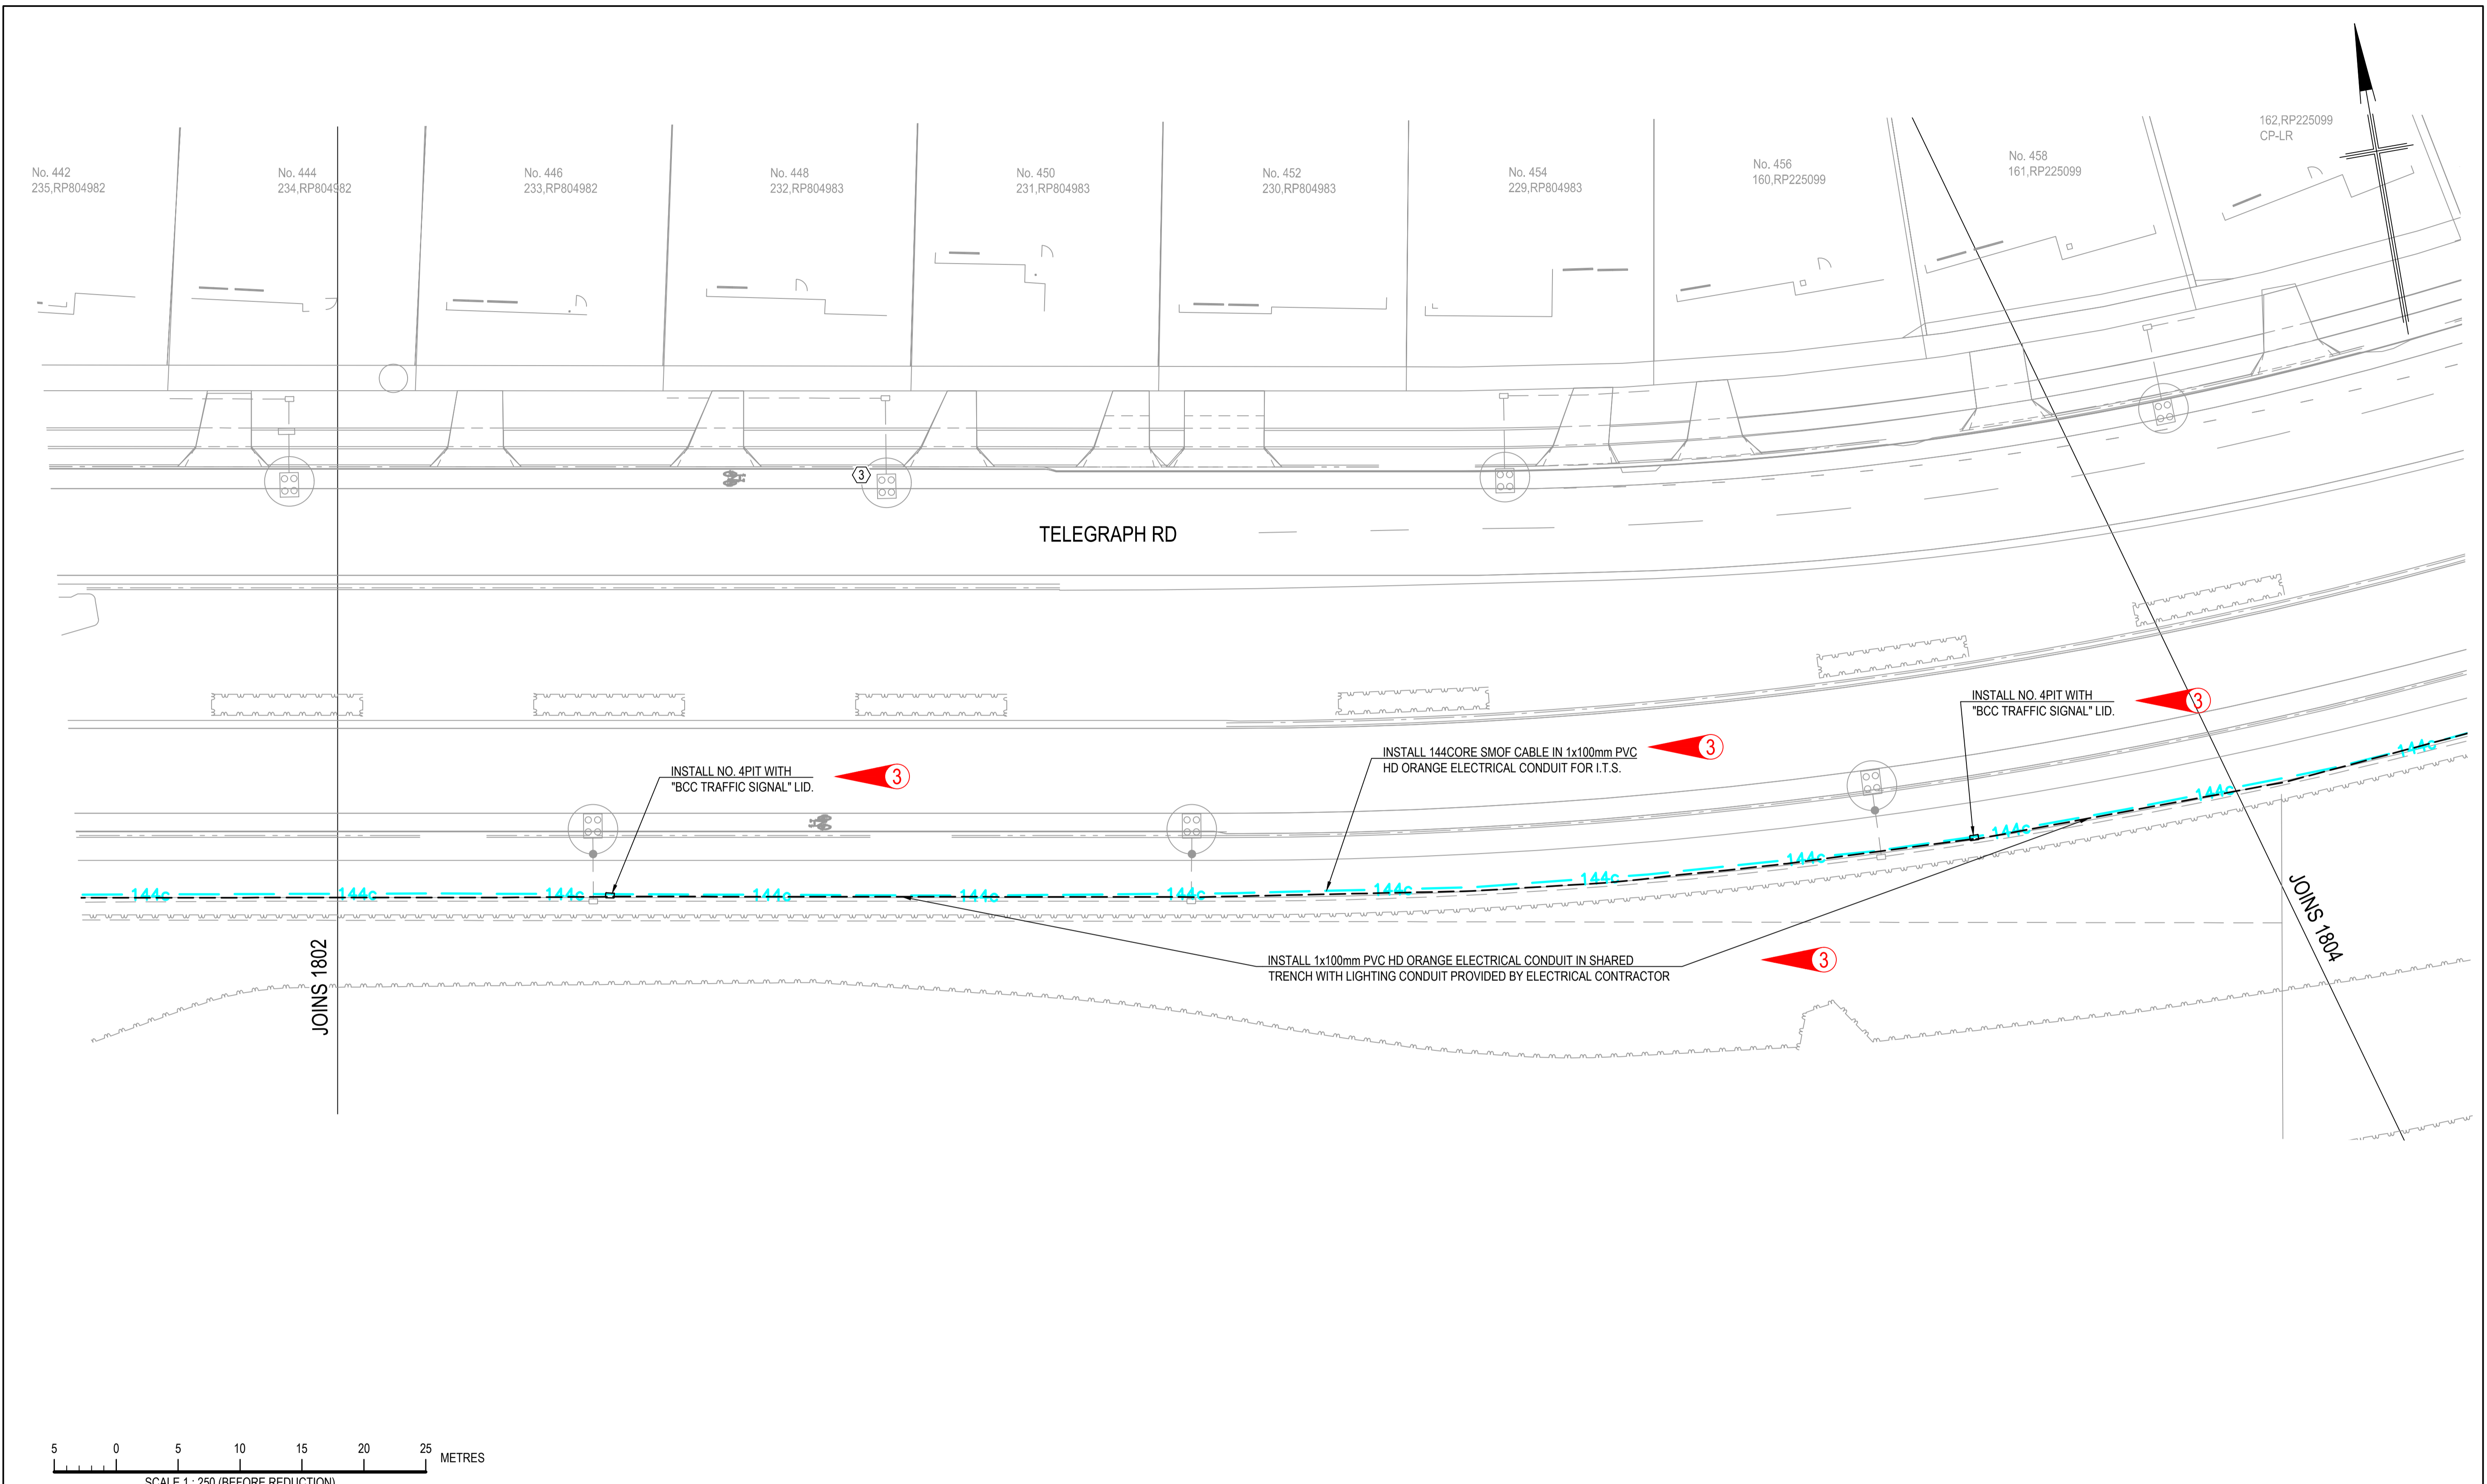 162,RP225099
CP-LR
No. 442
235,RP804982
No. 444
234,RP804982
No. 446
233,RP804982
No. 448
232,RP804983
No. 450
231,RP804983
No. 452
230,RP804983
No. 454
229,RP804983
No. 456
160,RP225099
No. 458
161,RP225099
3
TELEGRAPH RD
INSTALL NO. 4PIT WITH
"BCC TRAFFIC SIGNAL" LID.
3
INSTALL 144CORE SMOF CABLE IN 1x100mm PVC
HD ORANGE ELECTRICAL CONDUIT FOR I.T.S.
3
INSTALL NO. 4PIT WITH
"BCC TRAFFIC SIGNAL" LID.
3
144c
144c
144c
144c
144c
144c
144c
144c
144c
144c
144c
144c
INSTALL 1x100mm PVC HD ORANGE ELECTRICAL CONDUIT IN SHARED
TRENCH WITH LIGHTING CONDUIT PROVIDED BY ELECTRICAL CONTRACTOR
3
JOINS 1802
JOINS 1804
5 0 5 10 15 20 25 METRES
SCALE 1 : 250 (BEFORE REDUCTION)